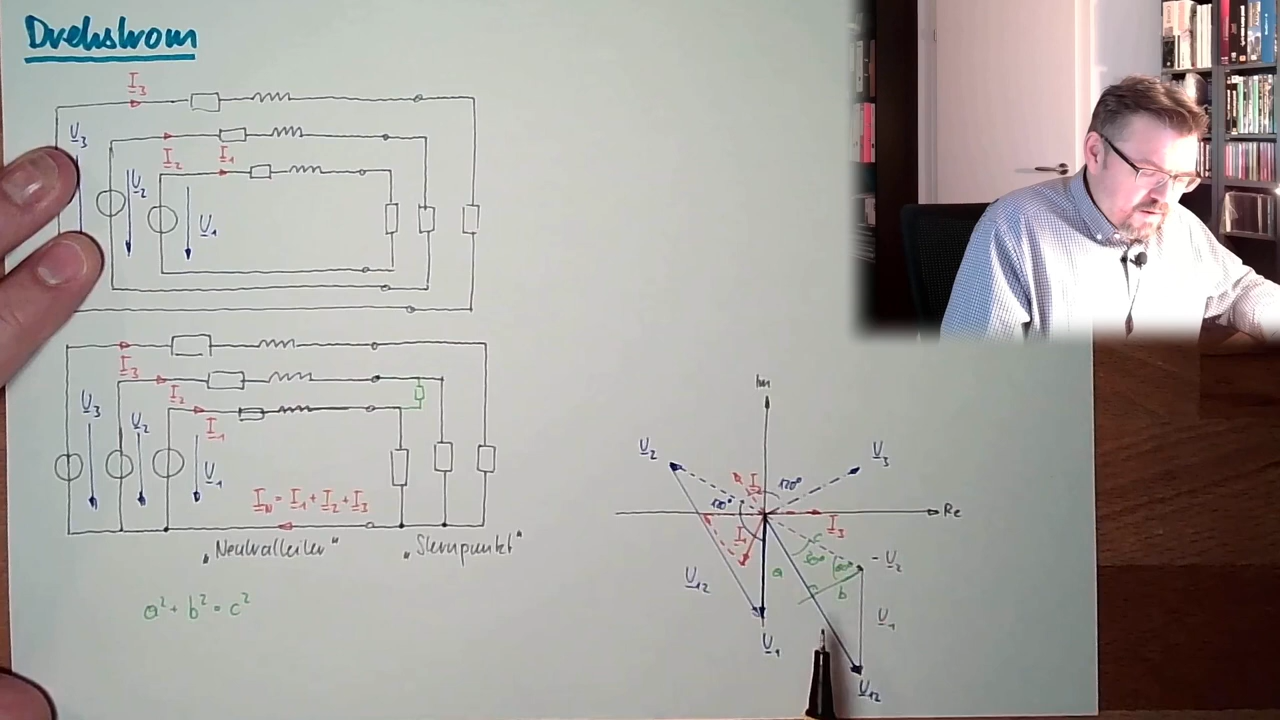 Drehstrom
I3
U3
I2
I1
U2
U1
I3
I2
I1
U3
U2
U1
IN = I1 + I2 + I3
„Neutralleiter"
„Sternpunkt"
a² + b² = c²
Im
U2
U3
I2
120°
120°
Re
I3
I1
c
30°
60°
-U2
U12
a
b
U1
U1
U12